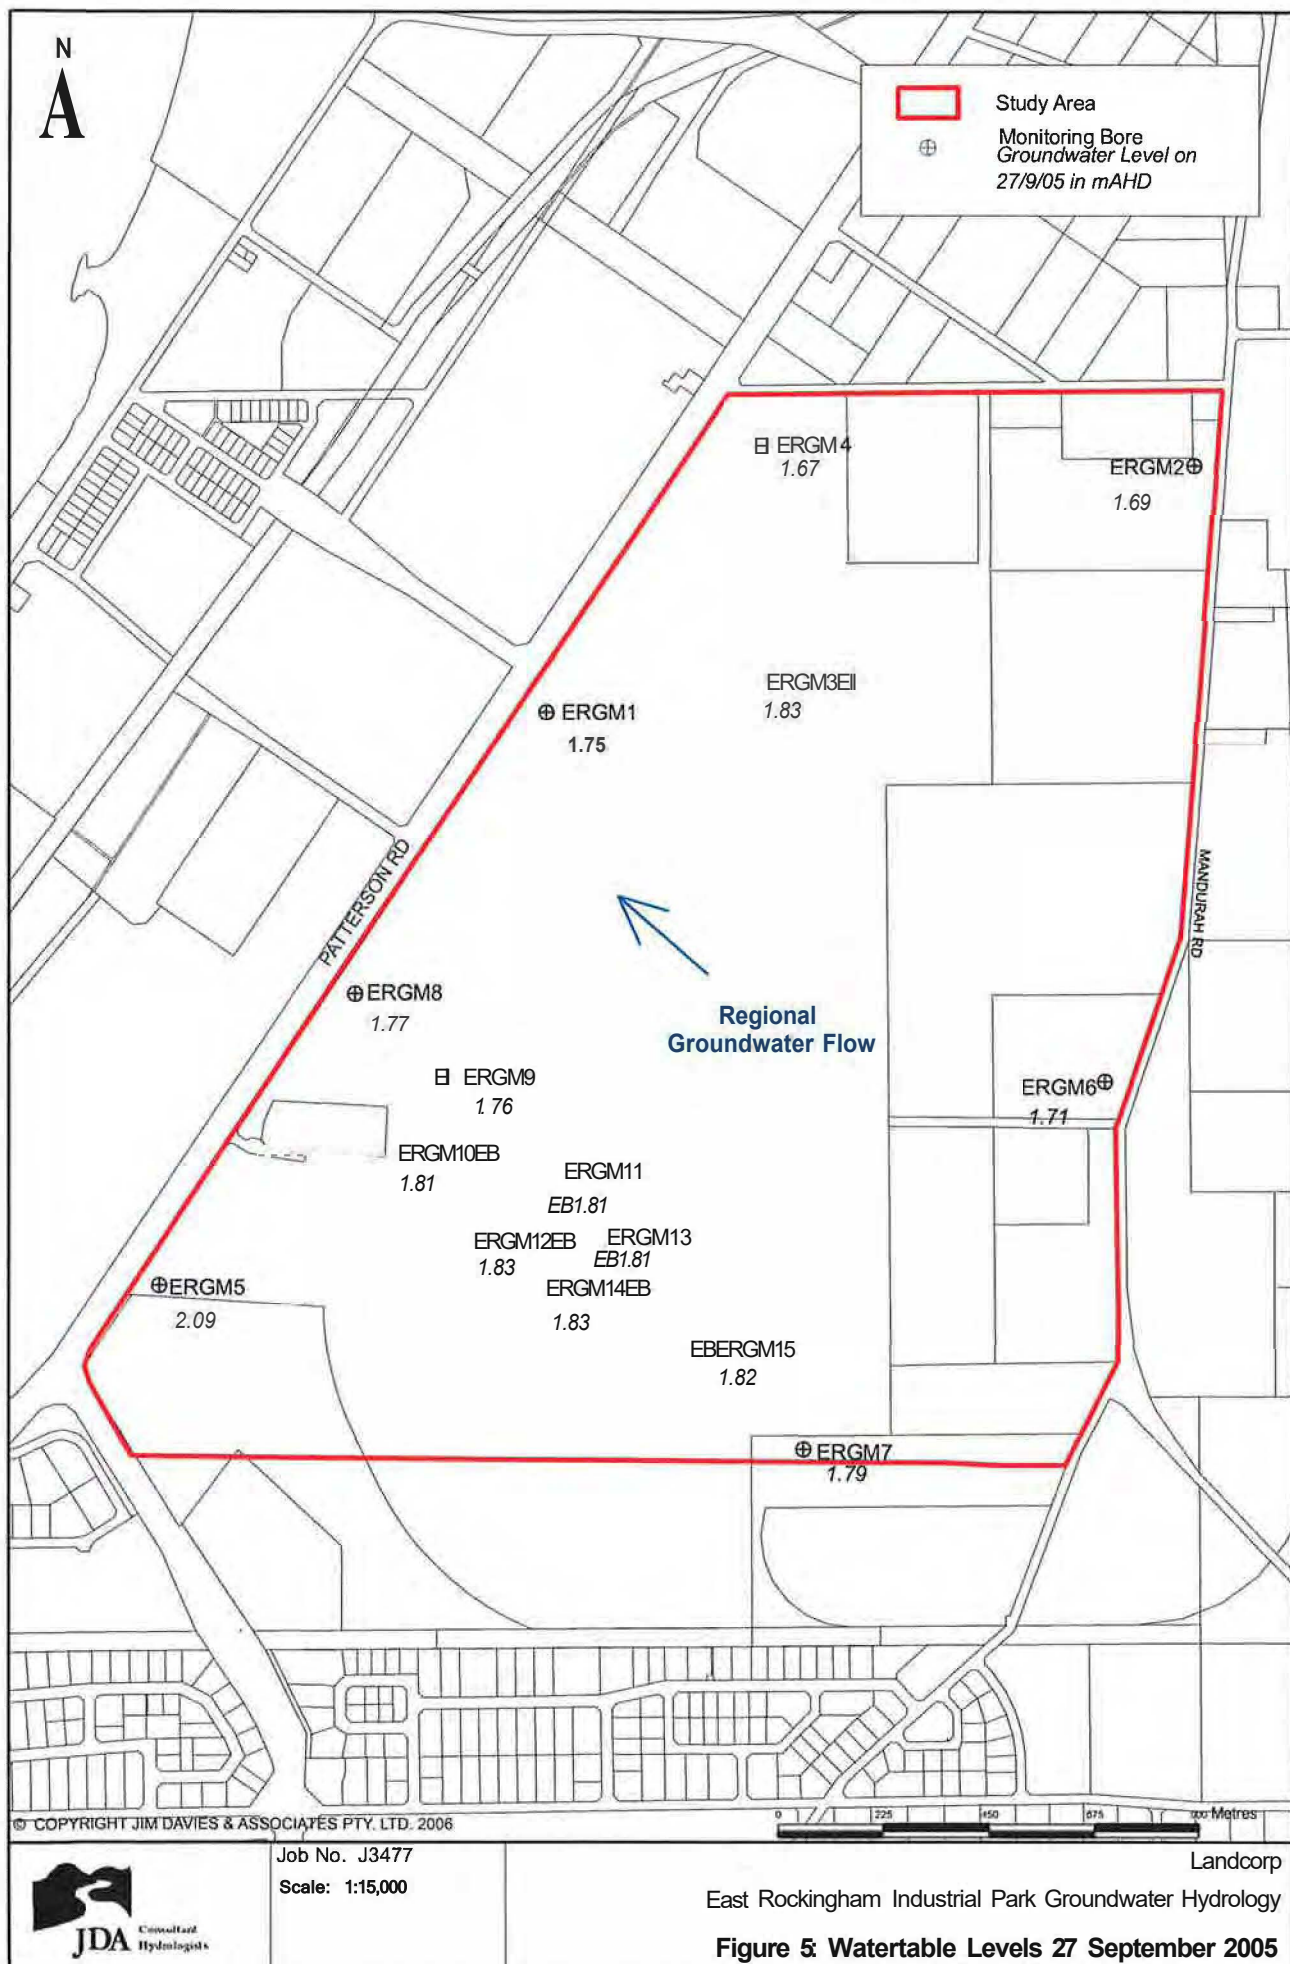 N
A
Study Area
Monitoring Bore
Groundwater Level on
27/9/05 in mAHD
ERGM 4
1.67
ERGM2
1.69
ERGM3EII
1.83
ERGM1
1.75
PATTERSON RD
MANDURAH RD
ERGM8
1.77
Regional
Groundwater Flow
ERGM9
1.76
ERGM6
1.71
ERGM10EB
1.81
ERGM11
EB1.81
ERGM12EB
1.83
ERGM13
EB1.81
ERGM5
2.09
ERGM14EB
1.83
EBERGM15
1.82
ERGM7
1.79
© COPYRIGHT JIM DAVIES & ASSOCIATES PTY. LTD. 2006
0 225 450 675 900 Metres
JDA Consultant
Hydrologists
Job No. J3477
Scale: 1:15,000
Landcorp
East Rockingham Industrial Park Groundwater Hydrology
Figure 5: Watertable Levels 27 September 2005